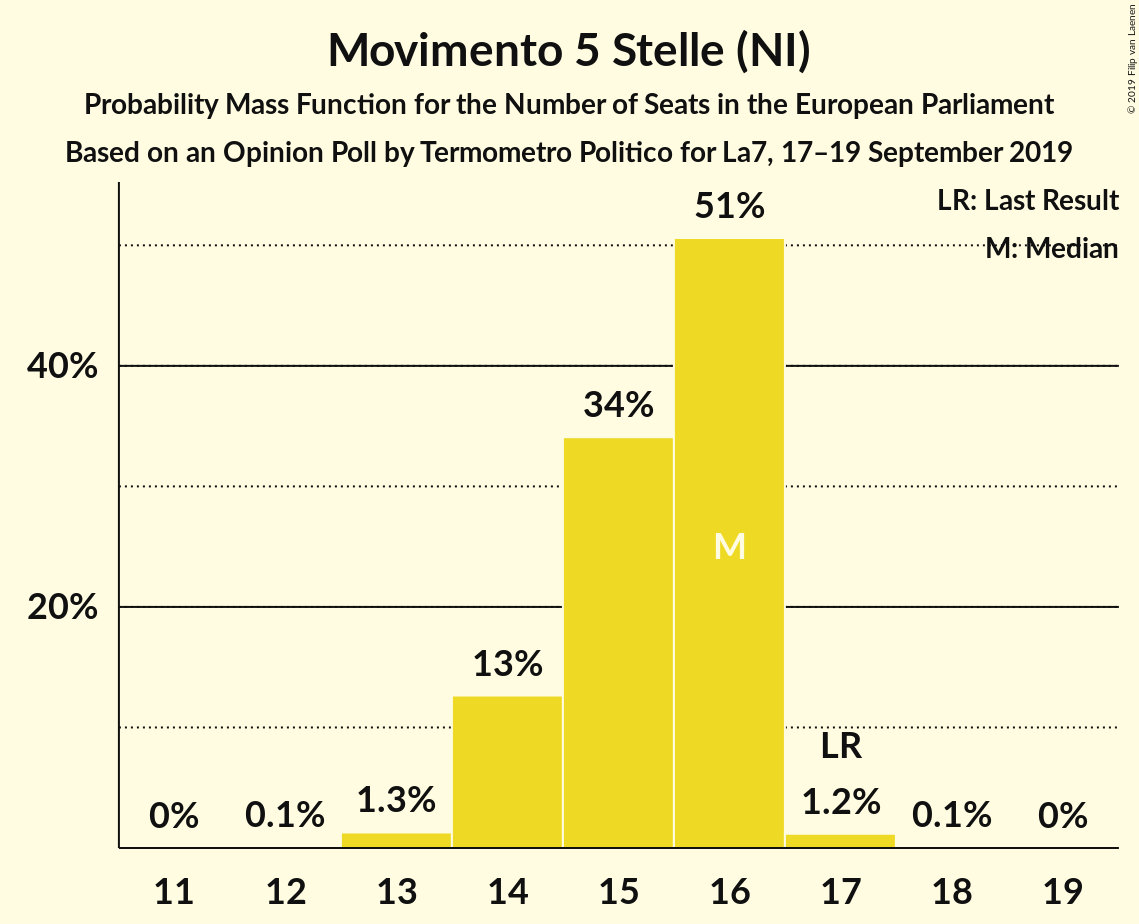 Movimento 5 Stelle (NI)
Probability Mass Function for the Number of Seats in the European Parliament
Based on an Opinion Poll by Termometro Politico for La7, 17–19 September 2019
© 2019 Filip van Laenen
LR: Last Result
M: Median
51%
40%
34%
M
20%
13%
LR
0%
0.1%
1.3%
1.2%
0.1%
0%
11 12 13 14 15 16 17 18 19